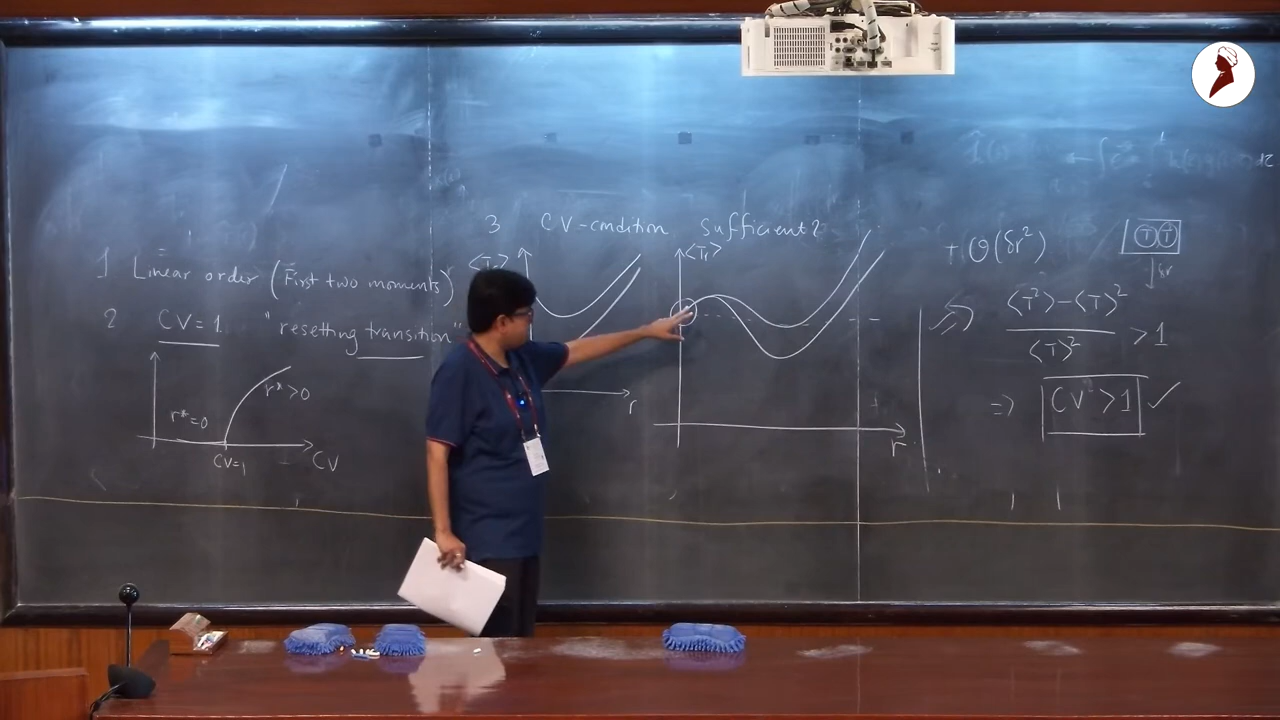 3 CV-condition Sufficient?
1 Linear order (First two moments)
2 CV=1 "resetting transition"
r*=0
r*>0
CV=1
CV
r
<Tr>
r
+ O(δr²)
T T
δr
⇒ <T²> - <T>²
<T>²
> 1
⇒ CV² > 1 ✓